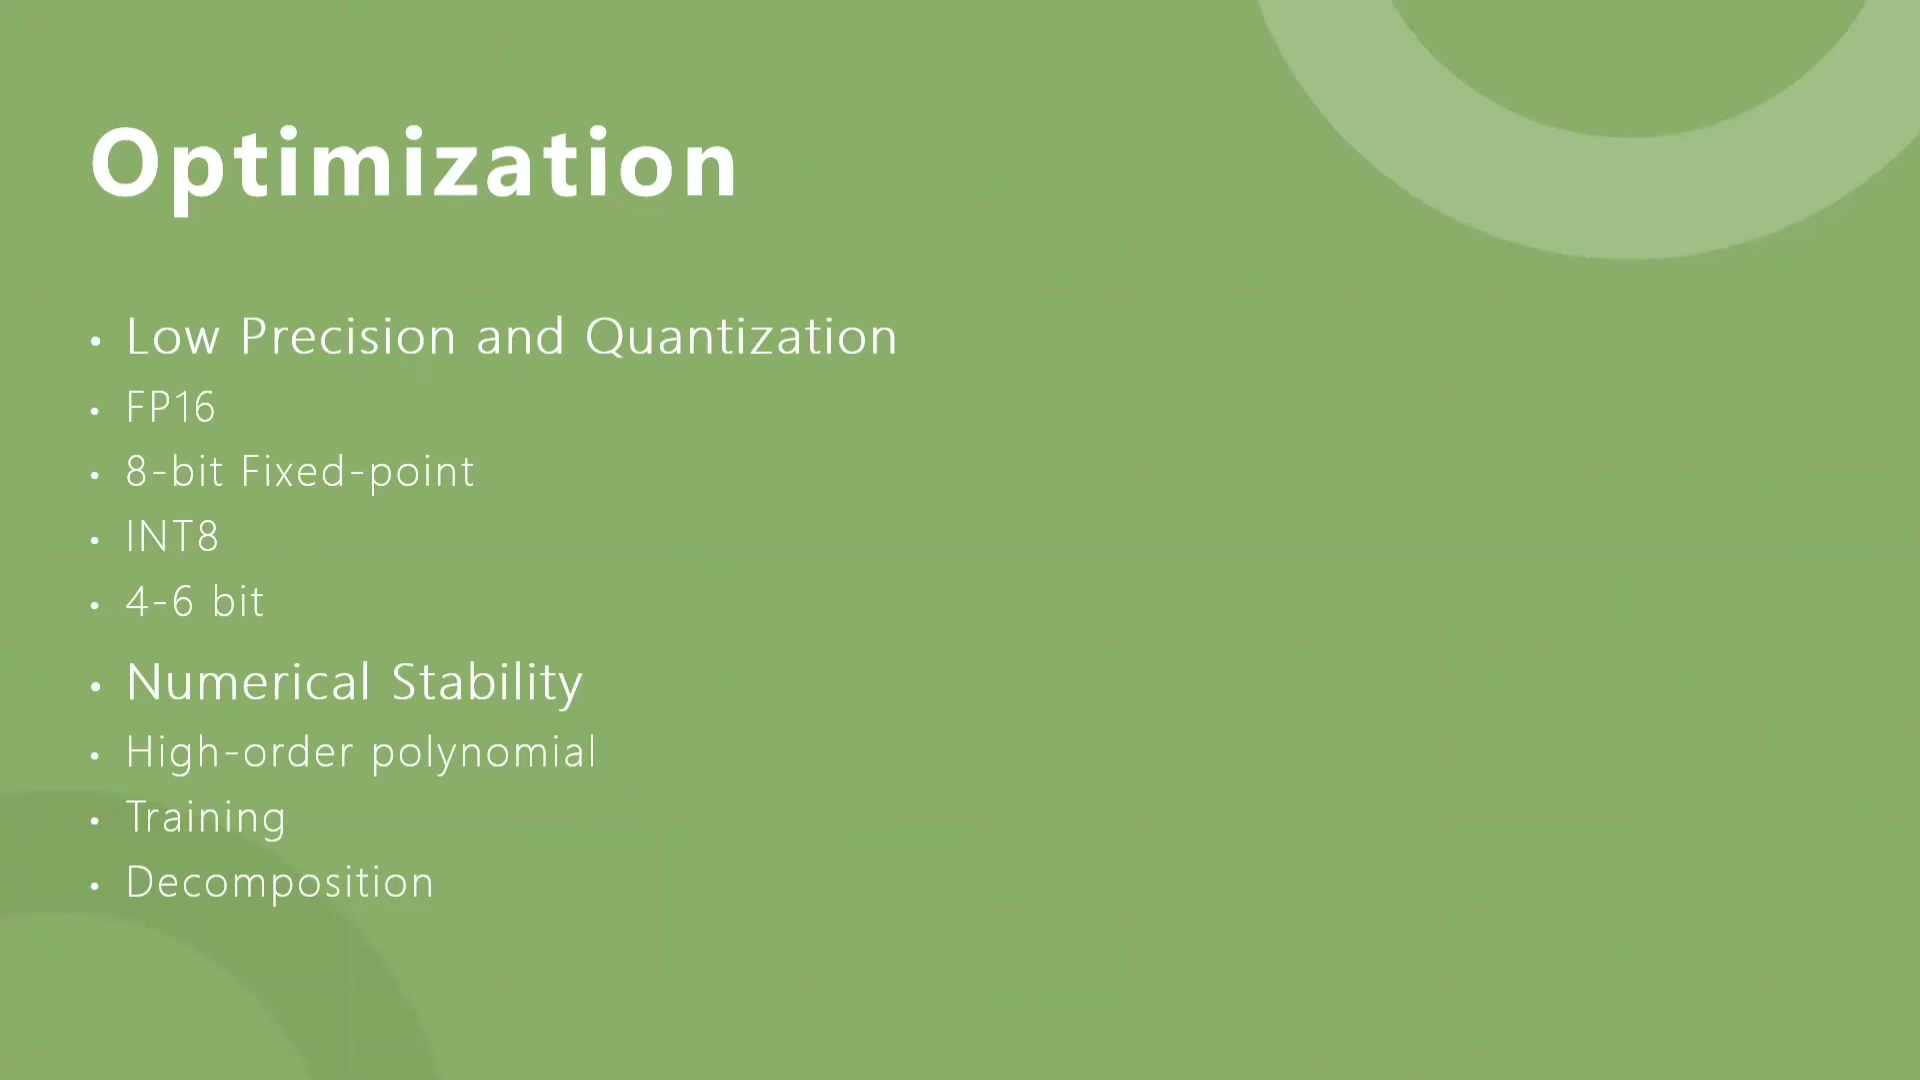 Optimization
• Low Precision and Quantization
• FP16
• 8-bit Fixed-point
• INT8
• 4-6 bit
• Numerical Stability
• High-order polynomial
• Training
• Decomposition